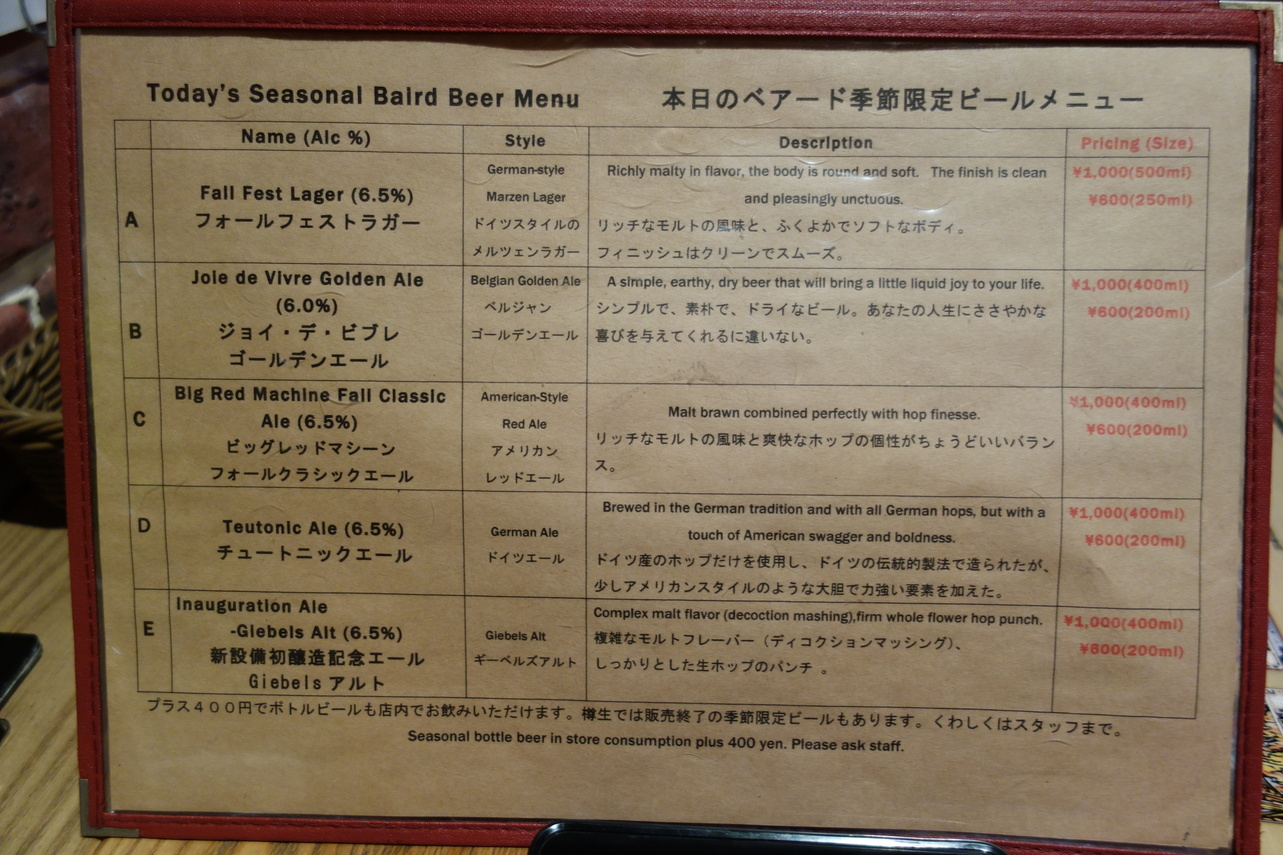 Today's Seasonal Baird Beer Menu 本日のベアード季節限定ビールメニュー
Name (Alc %) Style Description Pricing (Size)
A
Fall Fest Lager (6.5%)
フォールフェストラガー
German-style
Marzen Lager
ドイツスタイルの
メルツェンラガー
Richly malty in flavor, the body is round and soft. The finish is clean
and pleasingly unctuous.
リッチなモルトの風味と、ふくよかでソフトなボディ。
フィニッシュはクリーンでスムーズ。
¥1,000(500ml)
¥600(250ml)
B
Joie de Vivre Golden Ale
(6.0%)
ジョイ・デ・ビブレ
ゴールデンエール
Belgian Golden Ale
ベルジャン
ゴールデンエール
A simple, earthy, dry beer that will bring a little liquid joy to your life.
シンプルで、素朴で、ドライなビール。あなたの人生にささやかな
喜びを与えてくれるに違いない。
¥1,000(400ml)
¥600(200ml)
C
Big Red Machine Fall Classic
Ale (6.5%)
ビッグレッドマシーン
フォールクラシックエール
American-Style
Red Ale
アメリカン
レッドエール
Malt brawn combined perfectly with hop finesse.
リッチなモルトの風味と爽快なホップの個性がちょうどいいバラン
ス。
¥1,000(400ml)
¥600(200ml)
D
Teutonic Ale (6.5%)
チュートニックエール
German Ale
ドイツエール
Brewed in the German tradition and with all German hops, but with a
touch of American swagger and boldness.
ドイツ産のホップだけを使用し、ドイツの伝統的製法で造られたが、
少しアメリカンスタイルのような大胆で力強い要素を加えた。
¥1,000(400ml)
¥600(200ml)
E
Inauguration Ale
-Giebels Alt (6.5%)
新設備初醸造記念エール
Giebels アルト
Giebels Alt
ギーベルズアルト
Complex malt flavor (decoction mashing),firm whole flower hop punch.
複雑なモルトフレーバー（ディコクションマッシング）、
しっかりとした生ホップのパンチ 。
¥1,000(400ml)
¥600(200ml)
プラス４００円でボトルビールも店内でお飲みいただけます。樽生では販売終了の季節限定ビールもあります。くわしくはスタッフまで。
Seasonal bottle beer in store consumption plus 400 yen. Please ask staff.